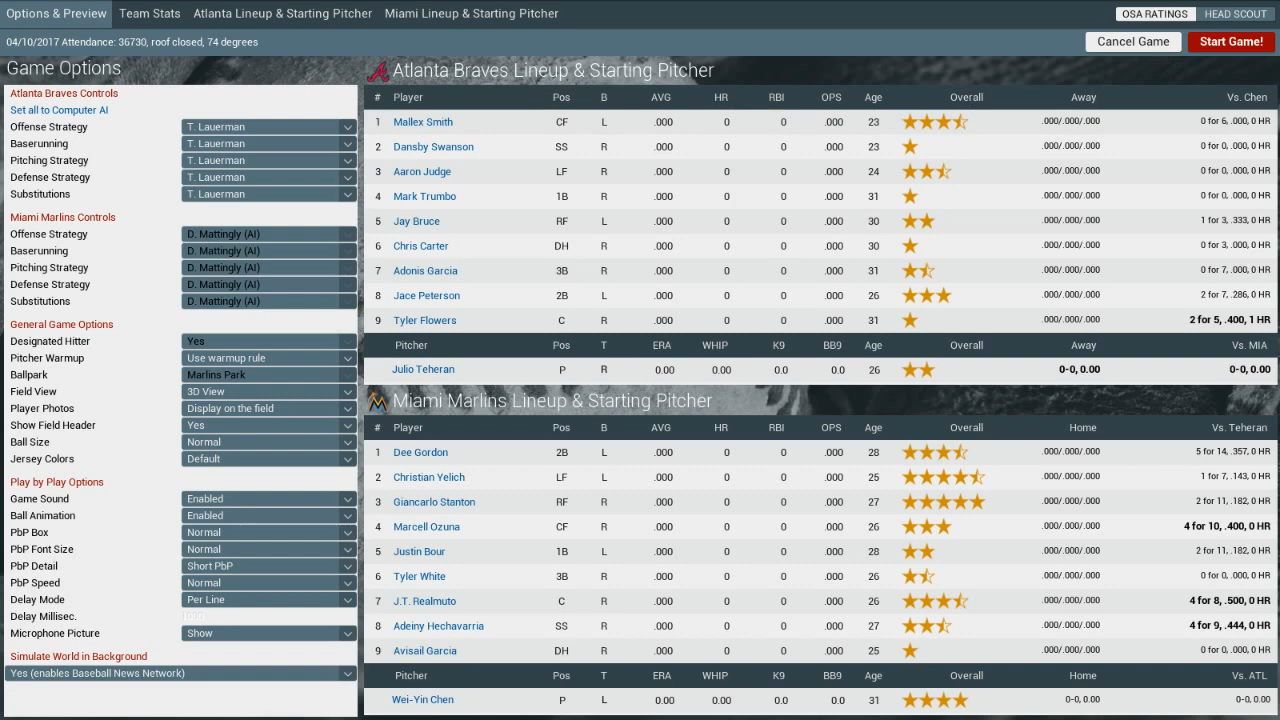 Options & Preview Team Stats Atlanta Lineup & Starting Pitcher Miami Lineup & Starting Pitcher OSA RATINGS HEAD SCOUT
04/10/2017 Attendance: 36730, roof closed, 74 degrees Cancel Game Start Game!
Game Options
Atlanta Braves Controls
Set all to Computer AI
Offense Strategy T. Lauerman
Baserunning T. Lauerman
Pitching Strategy T. Lauerman
Defense Strategy T. Lauerman
Substitutions T. Lauerman
Miami Marlins Controls
Offense Strategy D. Mattingly (AI)
Baserunning D. Mattingly (AI)
Pitching Strategy D. Mattingly (AI)
Defense Strategy D. Mattingly (AI)
Substitutions D. Mattingly (AI)
General Game Options
Designated Hitter Yes
Pitcher Warmup Use warmup rule
Ballpark Marlins Park
Field View 3D View
Player Photos Display on the field
Show Field Header Yes
Ball Size Normal
Jersey Colors Default
Play by Play Options
Game Sound Enabled
Ball Animation Enabled
PbP Box Normal
PbP Font Size Normal
PbP Detail Short PbP
PbP Speed Normal
Delay Mode Per Line
Delay Millisec.
Microphone Picture Show
Simulate World in Background
Yes (enables Baseball News Network)
Atlanta Braves Lineup & Starting Pitcher
# Player Pos B AVG HR RBI OPS Age Overall Away Vs. Chen
1 Mallex Smith CF L .000 0 0 .000 23 .000/.000/.000 0 for 6, .000, 0 HR
2 Dansby Swanson SS R .000 0 0 .000 23 .000/.000/.000 0 for 0, .000, 0 HR
3 Aaron Judge LF R .000 0 0 .000 24 .000/.000/.000 0 for 0, .000, 0 HR
4 Mark Trumbo 1B R .000 0 0 .000 31 .000/.000/.000 0 for 0, .000, 0 HR
5 Jay Bruce RF L .000 0 0 .000 30 .000/.000/.000 1 for 3, .333, 0 HR
6 Chris Carter DH R .000 0 0 .000 30 .000/.000/.000 0 for 3, .000, 0 HR
7 Adonis Garcia 3B R .000 0 0 .000 31 .000/.000/.000 0 for 7, .000, 0 HR
8 Jace Peterson 2B L .000 0 0 .000 26 .000/.000/.000 2 for 7, .286, 0 HR
9 Tyler Flowers C R .000 0 0 .000 31 .000/.000/.000 2 for 5, .400, 1 HR
Pitcher Pos T ERA WHIP K9 BB9 Age Overall Away Vs. MIA
Julio Teheran P R 0.00 0.00 0.0 0.0 26 0-0, 0.00 0-0, 0.00
Miami Marlins Lineup & Starting Pitcher
# Player Pos B AVG HR RBI OPS Age Overall Home Vs. Teheran
1 Dee Gordon 2B L .000 0 0 .000 28 .000/.000/.000 5 for 14, .357, 0 HR
2 Christian Yelich LF L .000 0 0 .000 25 .000/.000/.000 1 for 7, .143, 0 HR
3 Giancarlo Stanton RF R .000 0 0 .000 27 .000/.000/.000 2 for 11, .182, 0 HR
4 Marcell Ozuna CF R .000 0 0 .000 26 .000/.000/.000 4 for 10, .400, 0 HR
5 Justin Bour 1B L .000 0 0 .000 28 .000/.000/.000 2 for 11, .182, 0 HR
6 Tyler White 3B R .000 0 0 .000 26 .000/.000/.000 0 for 0, .000, 0 HR
7 J.T. Realmuto C R .000 0 0 .000 26 .000/.000/.000 4 for 8, .500, 0 HR
8 Adeiny Hechavarria SS R .000 0 0 .000 27 .000/.000/.000 4 for 9, .444, 0 HR
9 Avisail Garcia DH R .000 0 0 .000 25 .000/.000/.000 0 for 0, .000, 0 HR
Pitcher Pos T ERA WHIP K9 BB9 Age Overall Home Vs. ATL
Wei-Yin Chen P L 0.00 0.00 0.0 0.0 31 0-0, 0.00 0-0, 0.00